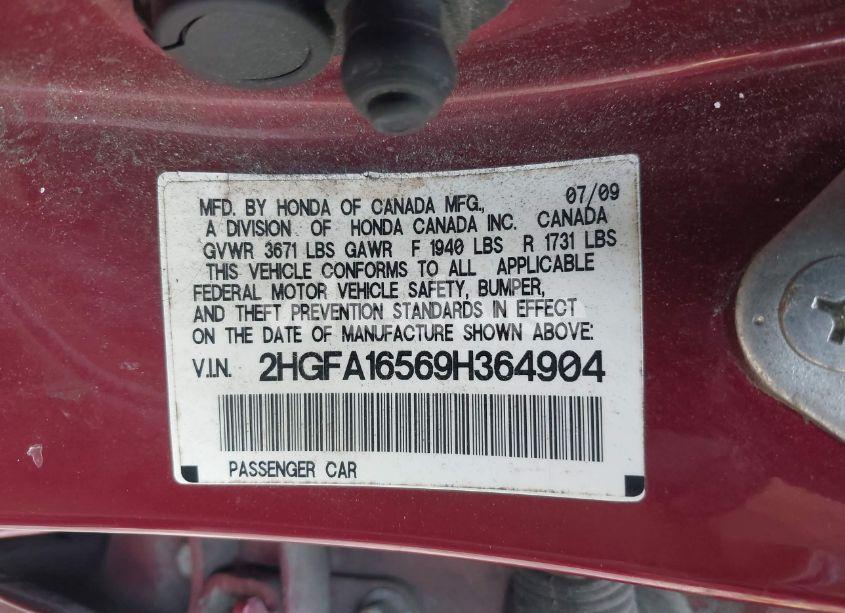 07/09
MFD. BY HONDA OF CANADA MFG.,
A DIVISION OF HONDA CANADA INC. CANADA
GVWR 3671 LBS GAWR F 1940 LBS R 1731 LBS
THIS VEHICLE CONFORMS TO ALL APPLICABLE
FEDERAL MOTOR VEHICLE SAFETY, BUMPER,
AND THEFT PREVENTION STANDARDS IN EFFECT
ON THE DATE OF MANUFACTURE SHOWN ABOVE:
V.I.N. 2HGFA16569H364904
PASSENGER CAR